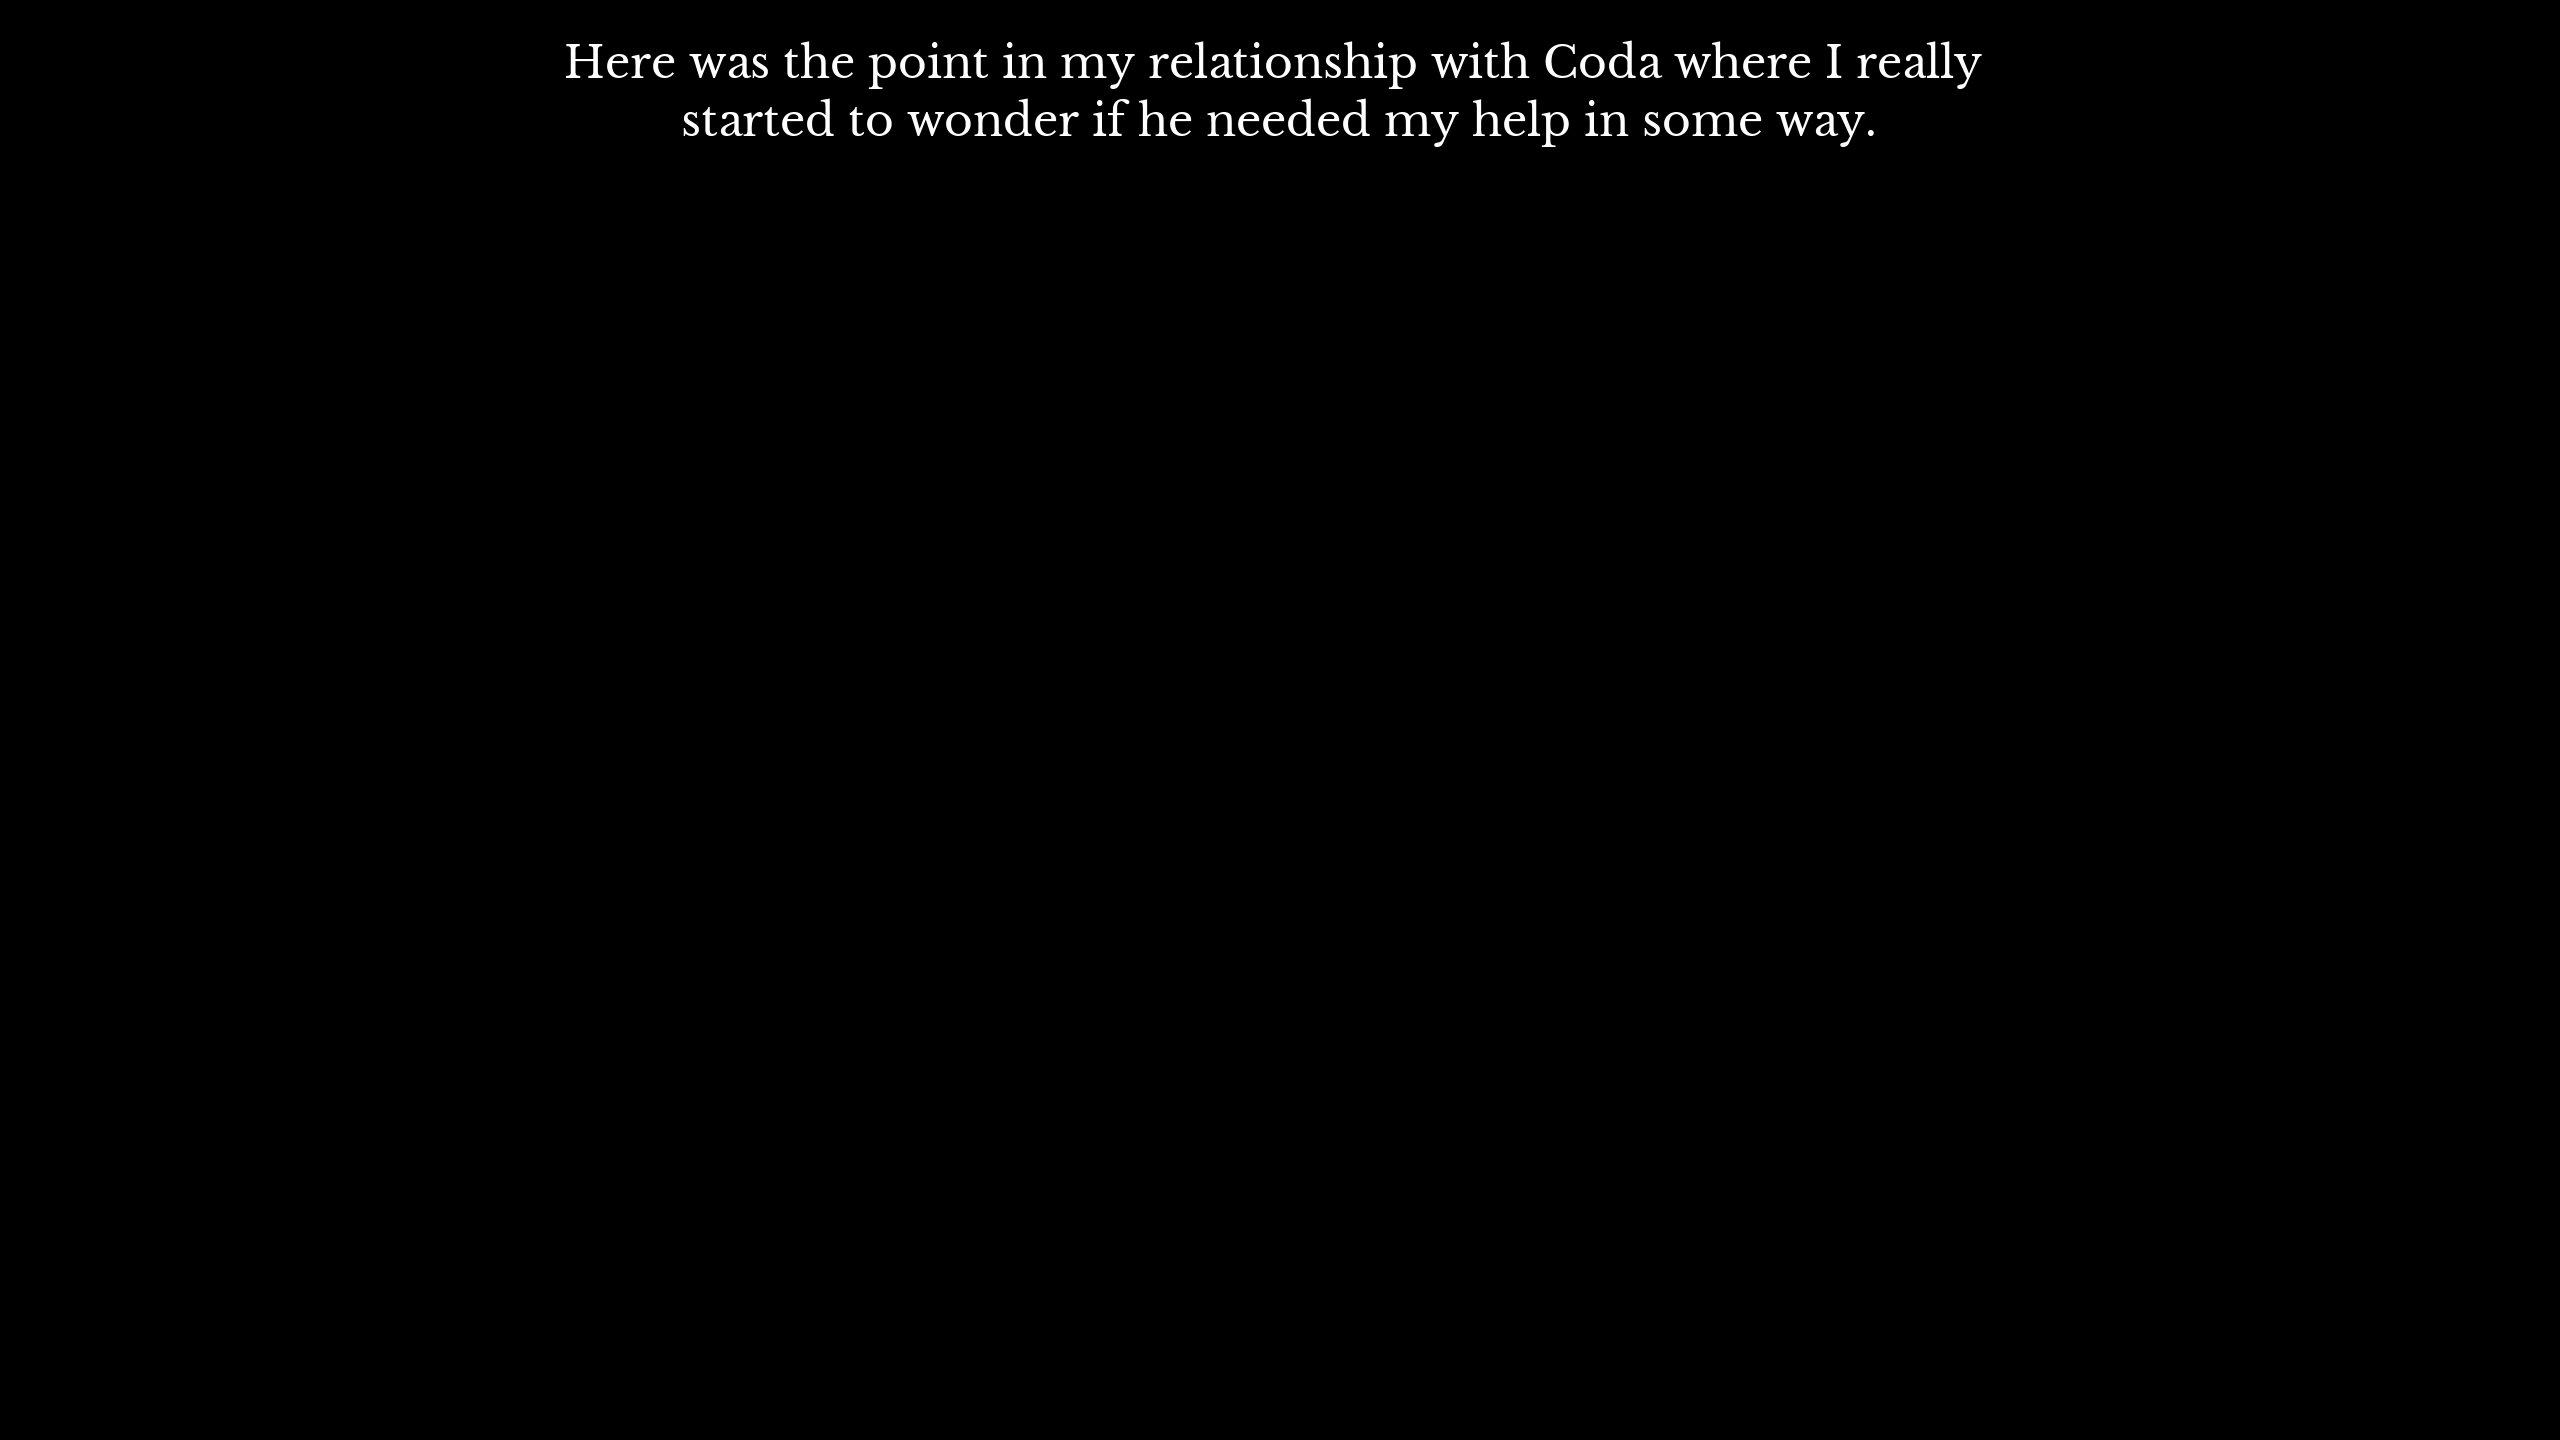 Here was the point in my relationship with Coda where I really
started to wonder if he needed my help in some way.